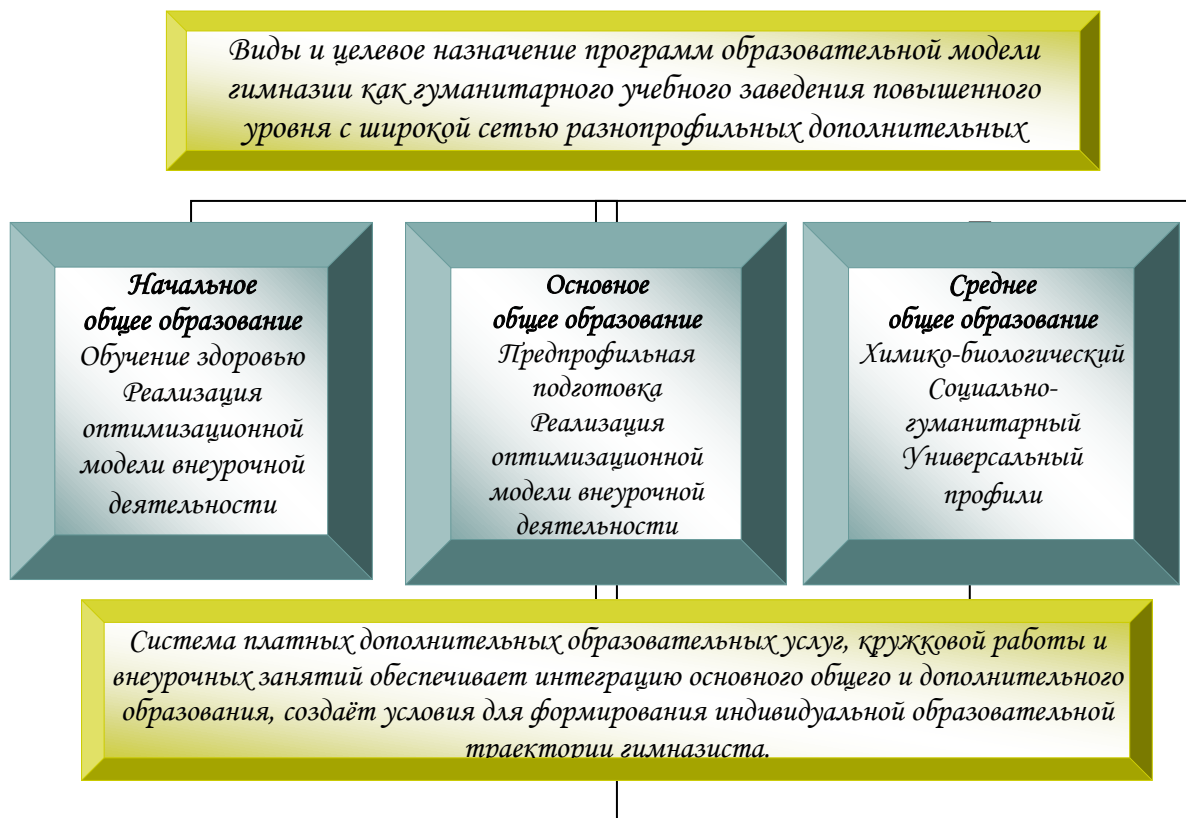 Виды и целевое назначение программ образовательной модели
гимназии как гуманитарного учебного заведения повышенного
уровня с широкой сетью разнопрофильных дополнительных
Начальное
общее образование
Обучение здоровью
Реализация
оптимизационной
модели внеурочной
деятельности
Основное
общее образование
Предпрофильная
подготовка
Реализация
оптимизационной
модели внеурочной
деятельности
Среднее
общее образование
Химико-биологический
Социально-
гуманитарный
Универсальный
профили
Система платных дополнительных образовательных услуг, кружковой работы и
внеурочных занятий обеспечивает интеграцию основного общего и дополнительного
образования, создаёт условия для формирования индивидуальной образовательной
траектории гимназиста.